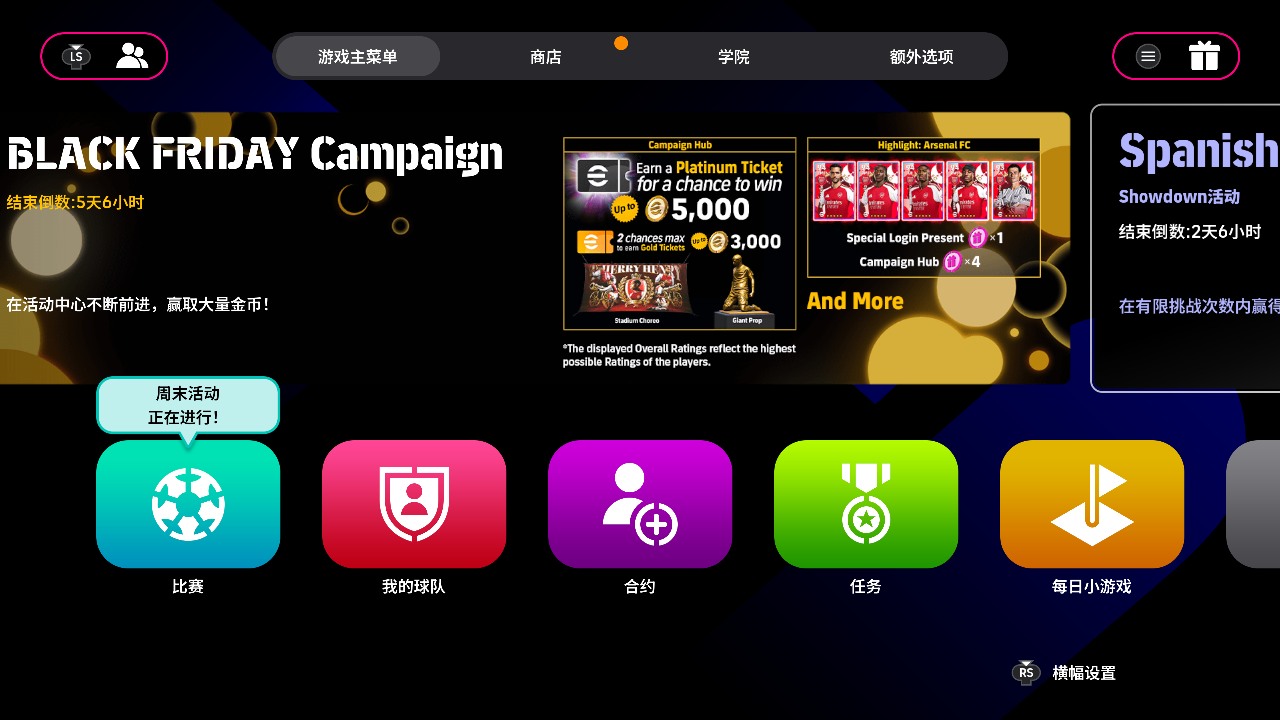 LS
游戏主菜单
商店
学院
额外选项
BLACK FRIDAY Campaign
结束倒数:5天6小时
在活动中心不断前进，赢取大量金币！
Campaign Hub
Earn a Platinum Ticket
for a chance to win
Up to 5,000
2 chances max
to earn Gold Tickets
Up to 3,000
Stadium Choreo
Giant Prop
*The displayed Overall Ratings reflect the highest
possible Ratings of the players.
Highlight: Arsenal FC
Special Login Present ×1
Campaign Hub ×4
And More
Spanish
Showdown活动
结束倒数:2天6小时
在有限挑战次数内赢得
周末活动
正在进行！
比赛
我的球队
合约
任务
每日小游戏
RS
横幅设置